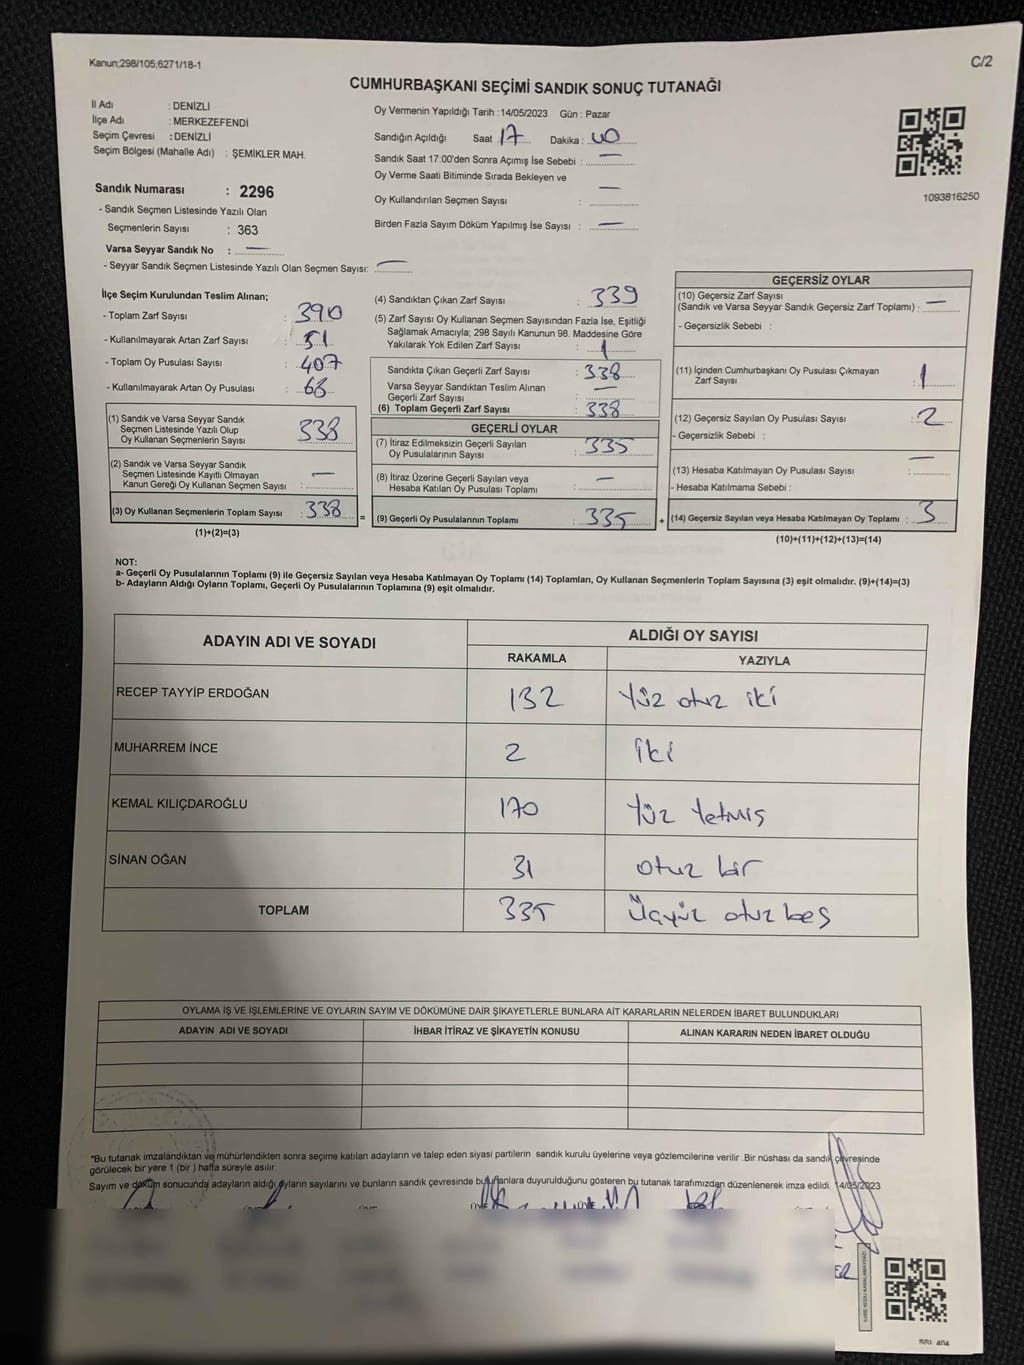 Kanun;298/105;6271/18-1
C/2
CUMHURBAŞKANI SEÇİMİ SANDIK SONUÇ TUTANAĞI
İl Adı : DENİZLİ
İlçe Adı : MERKEZEFENDİ
Seçim Çevresi : DENİZLİ
Seçim Bölgesi (Mahalle Adı) : ŞEMİKLER MAH.
Oy Vermenin Yapıldığı Tarih : 14/05/2023 Gün : Pazar
Sandığın Açıldığı Saat 17 Dakika : 00
Sandık Saat 17:00'den Sonra Açımış İse Sebebi : —
Oy Verme Saati Bitiminde Sırada Bekleyen ve
Oy Kullandırılan Seçmen Sayısı : —
Birden Fazla Sayım Döküm Yapılmış İse Sayısı : —
1093816250
Sandık Numarası : 2296
- Sandık Seçmen Listesinde Yazılı Olan
Seçmenlerin Sayısı : 363
Varsa Seyyar Sandık No : —
- Seyyar Sandık Seçmen Listesinde Yazılı Olan Seçmen Sayısı: —
İlçe Seçim Kurulundan Teslim Alınan;
- Toplam Zarf Sayısı : 390
- Kullanılmayarak Artan Zarf Sayısı : 51
- Toplam Oy Pusulası Sayısı : 407
- Kullanılmayarak Artan Oy Pusulası : 68
(1) Sandık ve Varsa Seyyar Sandık
Seçmen Listesinde Yazılı Olup
Oy Kullanan Seçmenlerin Sayısı : 338
(2) Sandık ve Varsa Seyyar Sandık
Seçmen Listesinde Kayıtlı Olmayan
Kanun Gereği Oy Kullanan Seçmen Sayısı : —
(3) Oy Kullanan Seçmenlerin Toplam Sayısı : 338
(1)+(2)=(3)
(4) Sandıktan Çıkan Zarf Sayısı : 339
(5) Zarf Sayısı Oy Kullanan Seçmen Sayısından Fazla İse, Eşitliği
Sağlamak Amacıyla; 298 Sayılı Kanunun 98. Maddesine Göre
Yakılarak Yok Edilen Zarf Sayısı : 1
Sandıkta Çıkan Geçerli Zarf Sayısı : 338
Varsa Seyyar Sandıktan Teslim Alınan
Geçerli Zarf Sayısı : —
(6) Toplam Geçerli Zarf Sayısı : 338
GEÇERLİ OYLAR
(7) İtiraz Edilmeksizin Geçerli Sayılan
Oy Pusulalarının Sayısı : 335
(8) İtiraz Üzerine Geçerli Sayılan veya
Hesaba Katılan Oy Pusulası Toplamı : —
= (9) Geçerli Oy Pusulalarının Toplamı : 335
GEÇERSİZ OYLAR
(10) Geçersiz Zarf Sayısı
(Sandık ve Varsa Seyyar Sandık Geçersiz Zarf Toplamı) : —
- Geçersizlik Sebebi :
(11) İçinden Cumhurbaşkanı Oy Pusulası Çıkmayan
Zarf Sayısı : 1
(12) Geçersiz Sayılan Oy Pusulası Sayısı : 2
- Geçersizlik Sebebi :
(13) Hesaba Katılmayan Oy Pusulası Sayısı : —
- Hesaba Katılmama Sebebi :
+ (14) Geçersiz Sayılan veya Hesaba Katılmayan Oy Toplamı : 3
(10)+(11)+(12)+(13)=(14)
NOT:
a- Geçerli Oy Pusulalarının Toplamı (9) ile Geçersiz Sayılan veya Hesaba Katılmayan Oy Toplamı (14) Toplamları, Oy Kullanan Seçmenlerin Toplam Sayısına (3) eşit olmalıdır. (9)+(14)=(3)
b- Adayların Aldığı Oyların Toplamı, Geçerli Oy Pusulalarının Toplamına (9) eşit olmalıdır.
ADAYIN ADI VE SOYADI ALDIĞI OY SAYISI
RAKAMLA YAZIYLA
RECEP TAYYİP ERDOĞAN 132 Yüz otuz iki
MUHARREM İNCE 2 iki
KEMAL KILIÇDAROĞLU 170 Yüz Yetmiş
SİNAN OĞAN 31 otuz bir
TOPLAM 335 Üçyüz otuz beş
OYLAMA İŞ VE İŞLEMLERİNE VE OYLARIN SAYIM VE DÖKÜMÜNE DAİR ŞİKAYETLERLE BUNLARA AİT KARARLARIN NELERDEN İBARET BULUNDUKLARI
ADAYIN ADI VE SOYADI İHBAR İTİRAZ VE ŞİKAYETİN KONUSU ALINAN KARARIN NEDEN İBARET OLDUĞU
*Bu tutanak imzalandıktan ve mühürlendikten sonra seçime katılan adayların ve talep eden siyasi partilerin sandık kurulu üyelerine veya gözlemcilerine verilir .Bir nüshası da sandık çevresinde
görülecek bir yere 1 (bir ) hafta süreyle asılır.
Sayım ve döküm sonucunda adayların aldığı oyların sayılarını ve bunların sandık çevresinde bulunanlara duyurulduğunu gösteren bu tutanak tarafımızdan düzenlenerek imza edildi. 14/05/2023